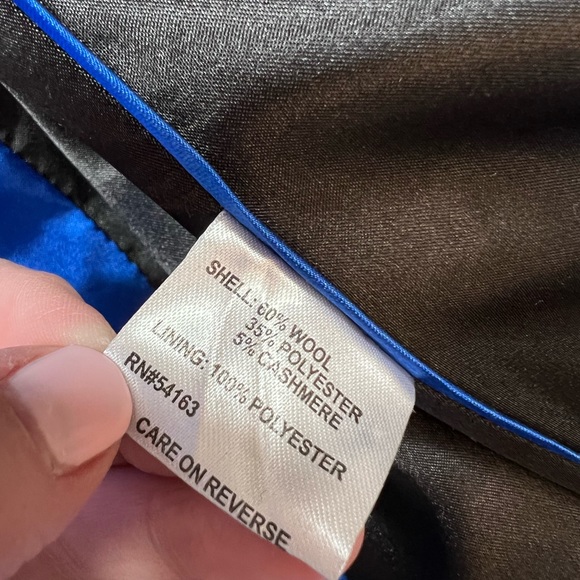 SHELL: 60% WOOL
35% POLYESTER
5% CASHMERE
LINING: 100% POLYESTER
RN#54163
CARE ON REVERSE